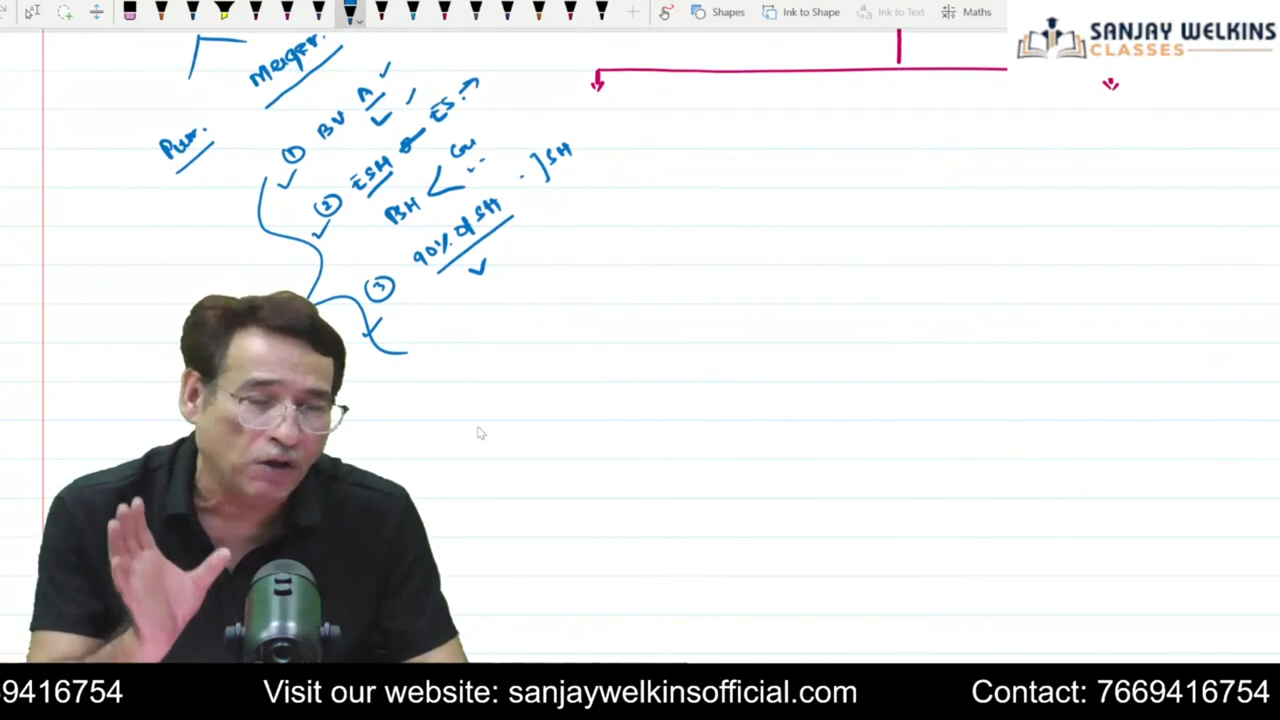 Shapes
Ink to Shape
Ink to Text
Maths
SANJAY WELKINS
CLASSES
Merger.
Pur.
① BV A
② ESH ES.
BH
] SH
90% of SH
③
9416754 Visit our website: sanjaywelkinsofficial.com Contact: 7669416754